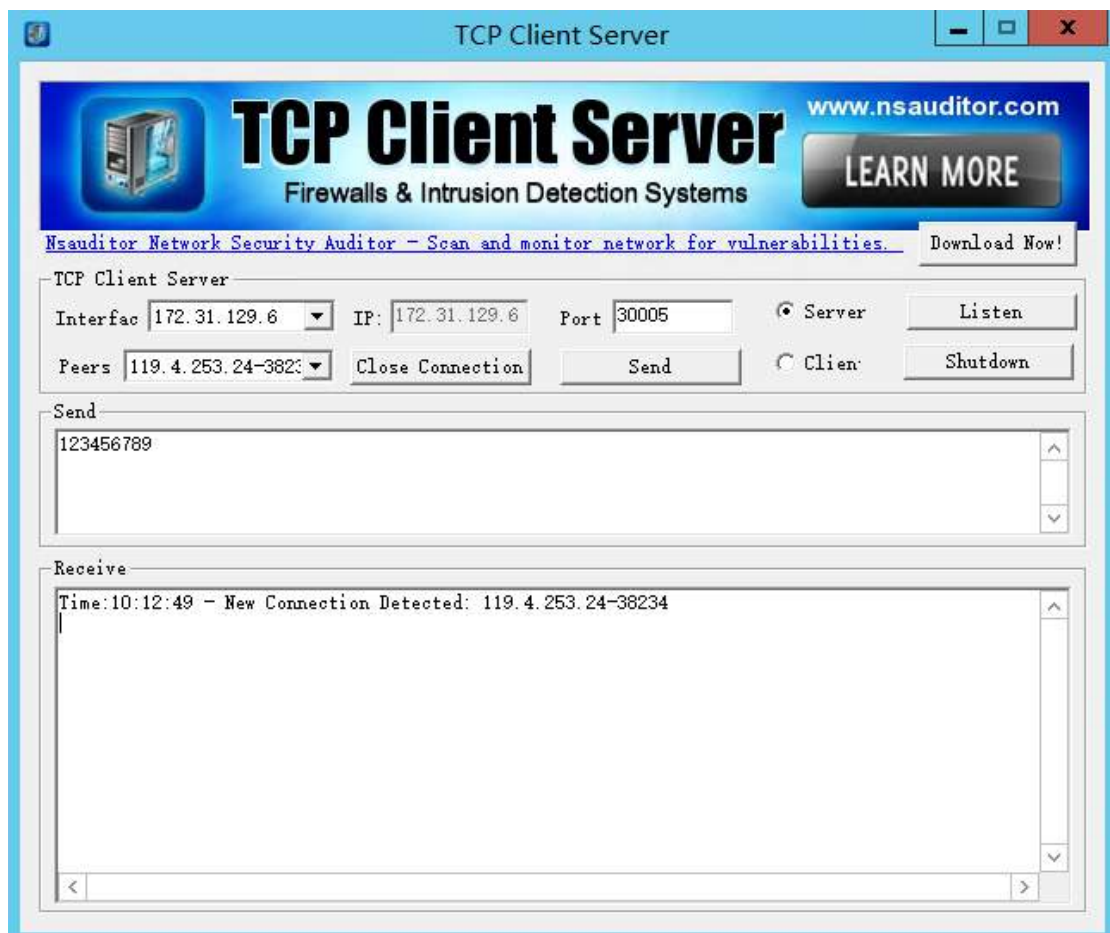 TCP Client Server
TCP Client Server
www.nsauditor.com
LEARN MORE
Firewalls & Intrusion Detection Systems
Nsauditor Network Security Auditor - Scan and monitor network for vulnerabilities.
Download Now!
TCP Client Server
Interfac 172.31.129.6 IP: 172.31.129.6 Port 30005 Server Listen
Peers 119.4.253.24-3823 Close Connection Send Clien Shutdown
Send
123456789
Receive
Time:10:12:49 - New Connection Detected: 119.4.253.24-38234